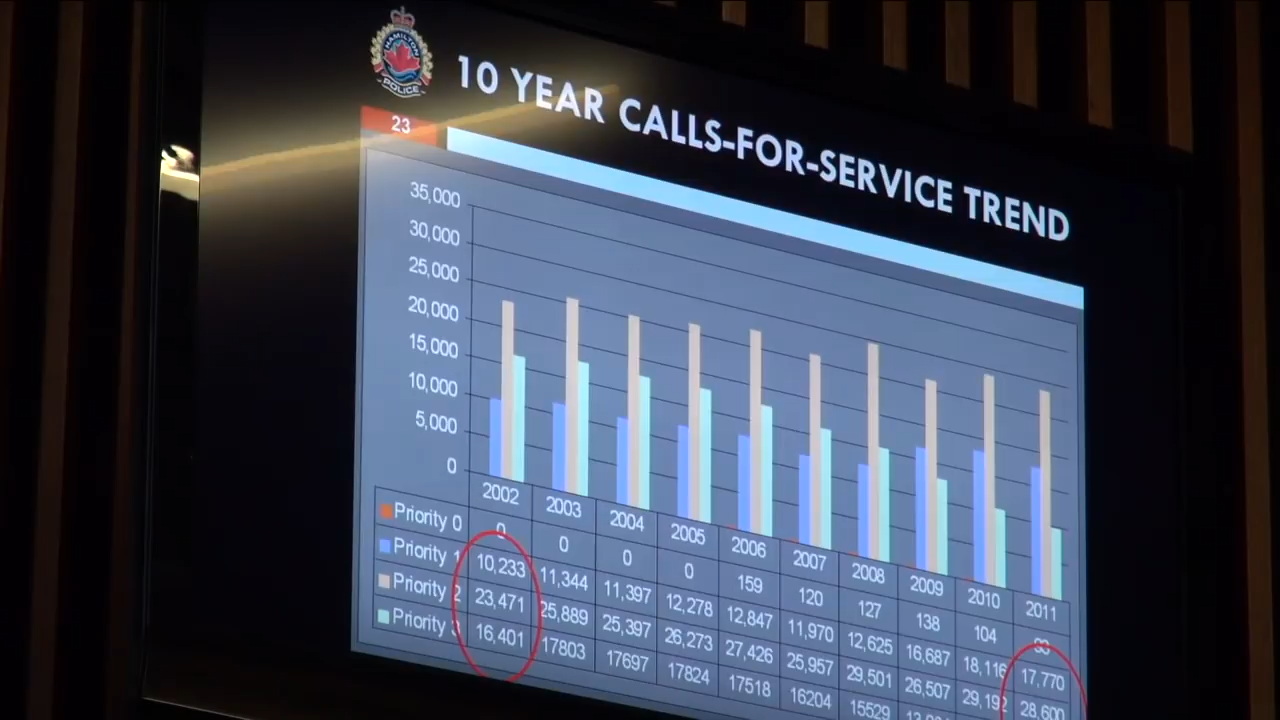 HAMILTON
POLICE
10 YEAR CALLS-FOR-SERVICE TREND
23
35,000
30,000
25,000
20,000
15,000
10,000
5,000
0
2002 2003 2004 2005 2006 2007 2008 2009 2010 2011
Priority 0 0 0 0 0 159 120 127 138 104
Priority 1 10,233 11,344 11,397 12,278 12,847 11,970 12,625 16,687 18,116 17,770
Priority 2 23,471 25,889 25,397 26,273 27,426 25,957 29,501 26,507 29,192 28,600
Priority 3 16,401 17803 17697 17824 17518 16204 15529